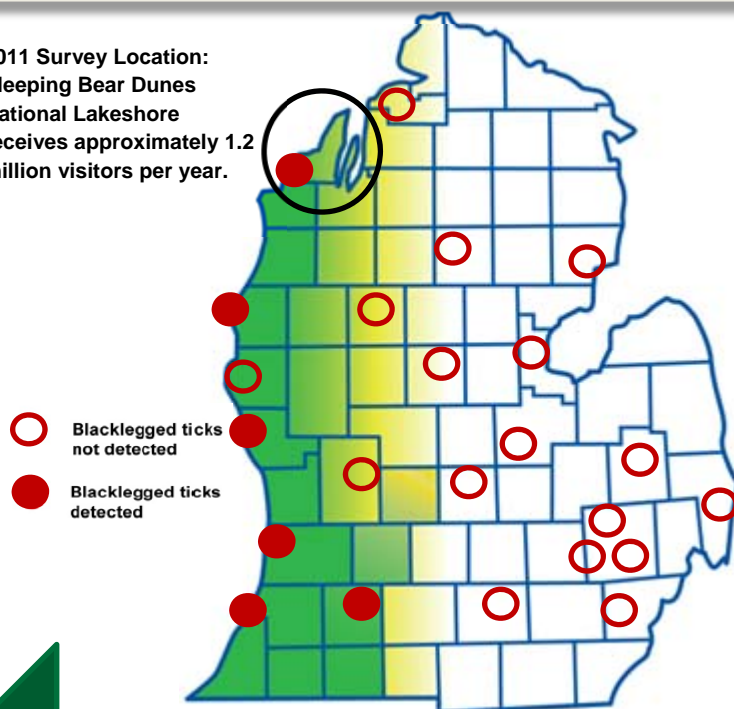 011 Survey Location:
leeping Bear Dunes
ational Lakeshore
eceives approximately 1.2
illion visitors per year.
Blacklegged ticks
not detected
Blacklegged ticks
detected